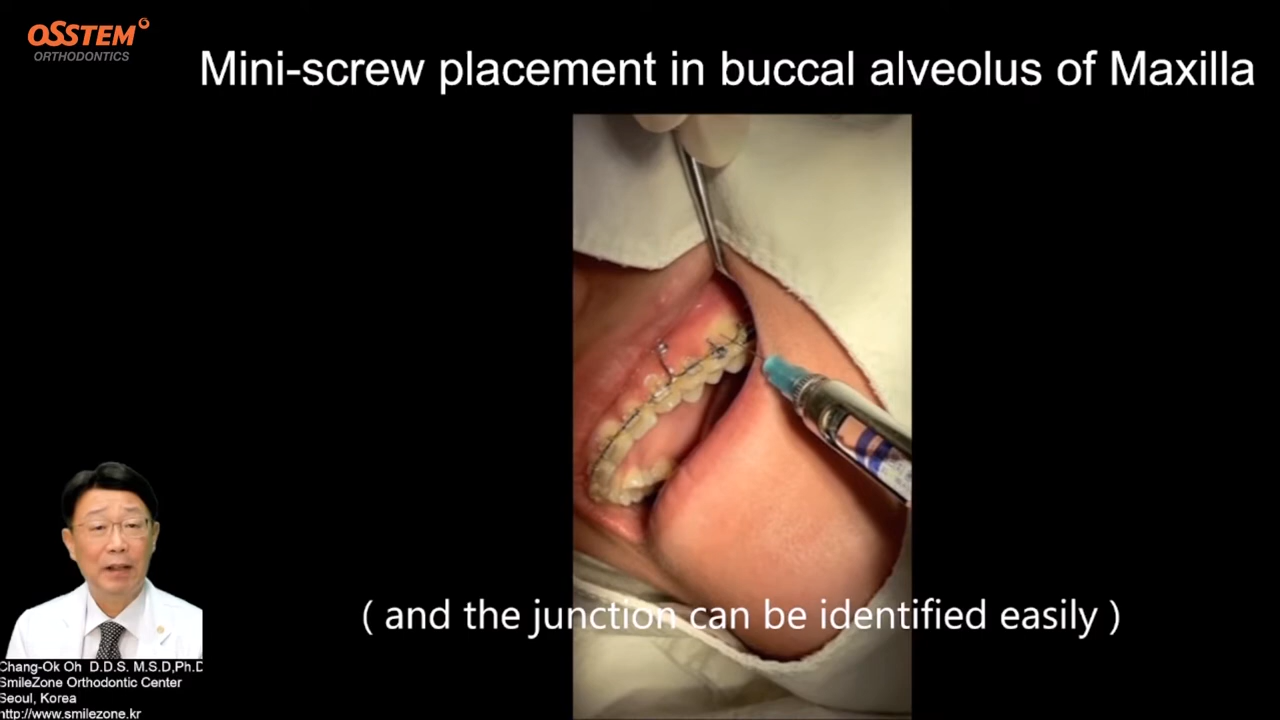 OSSTEM
ORTHODONTICS
Mini-screw placement in buccal alveolus of Maxilla
( and the junction can be identified easily )
Chang-Ok Oh D.D.S. M.S.D,Ph.D
SmileZone Orthodontic Center
Seoul, Korea
http://www.smilezone.kr